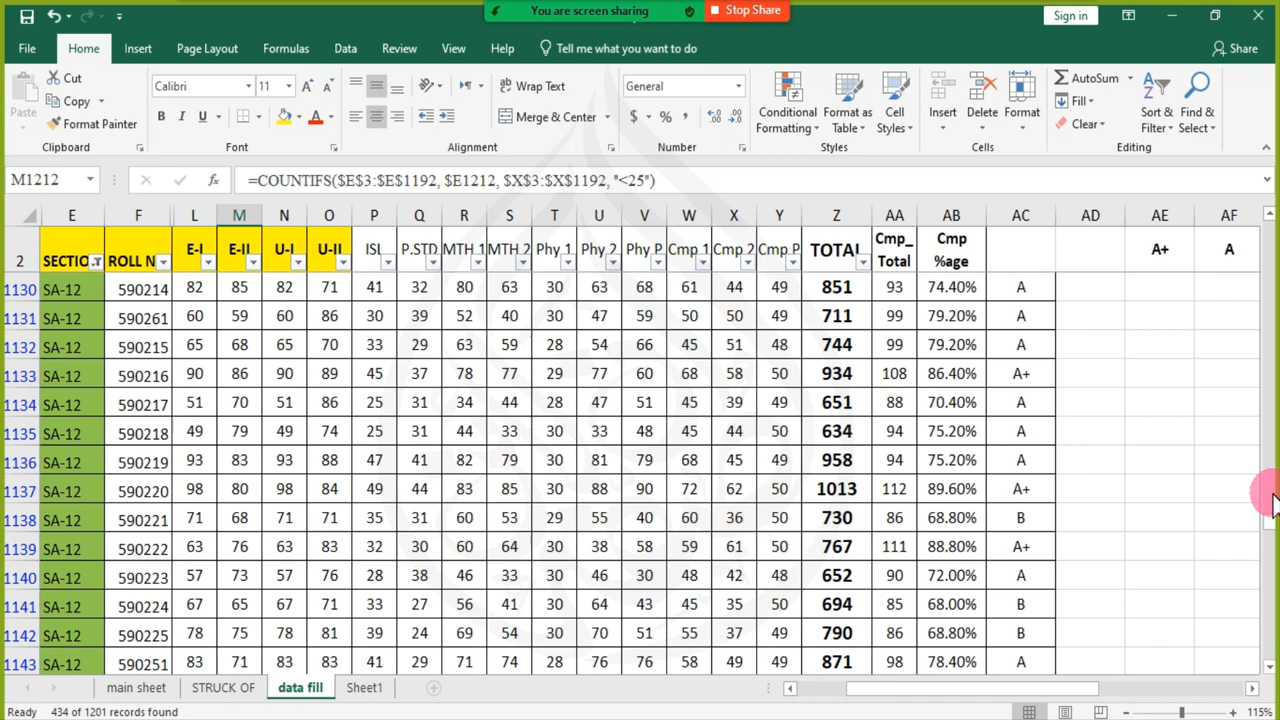 You are screen sharing Stop Share
Sign in
File Home Insert Page Layout Formulas Data Review View Help Tell me what you want to do Share
Paste Cut Copy Format Painter
Calibri 11 Wrap Text Merge & Center General
Conditional Formatting Format as Table Cell Styles Insert Delete Format
AutoSum Fill Clear Sort & Filter Find & Select
Clipboard Font Alignment Number Styles Cells Editing
M1212 fx =COUNTIFS($E$3:$E$1192, $E1212, $X$3:$X$1192, "<25")
E F L M N O P Q R S T U V W X Y Z AA AB AC AD AE AF
2 SECTIO ROLL N E-I E-II U-I U-II ISL P.STD MTH 1 MTH 2 Phy 1 Phy 2 Phy P Cmp 1 Cmp 2 Cmp P TOTAL Cmp_ Total Cmp %age A+ A
1130 SA-12 590214 82 85 82 71 41 32 80 63 30 63 68 61 44 49 851 93 74.40% A
1131 SA-12 590261 60 59 60 86 30 39 52 40 30 47 59 50 50 49 711 99 79.20% A
1132 SA-12 590215 65 68 65 70 33 29 63 59 28 54 66 45 51 48 744 99 79.20% A
1133 SA-12 590216 90 86 90 89 45 37 78 77 29 77 60 68 58 50 934 108 86.40% A+
1134 SA-12 590217 51 70 51 86 25 31 34 44 28 47 51 45 39 49 651 88 70.40% A
1135 SA-12 590218 49 79 49 74 25 31 44 33 30 33 48 45 44 50 634 94 75.20% A
1136 SA-12 590219 93 83 93 88 47 41 82 79 30 81 79 68 45 49 958 94 75.20% A
1137 SA-12 590220 98 80 98 84 49 44 83 85 30 88 90 72 62 50 1013 112 89.60% A+
1138 SA-12 590221 71 68 71 71 35 31 60 53 29 55 40 60 36 50 730 86 68.80% B
1139 SA-12 590222 63 76 63 83 32 30 60 64 30 38 58 59 61 50 767 111 88.80% A+
1140 SA-12 590223 57 73 57 76 28 38 46 33 30 46 30 48 42 48 652 90 72.00% A
1141 SA-12 590224 67 65 67 71 33 27 56 41 30 64 43 45 35 50 694 85 68.00% B
1142 SA-12 590225 78 75 78 81 39 24 69 54 30 70 51 55 37 49 790 86 68.80% B
1143 SA-12 590251 83 71 83 83 41 29 71 74 28 76 76 58 49 49 871 98 78.40% A
main sheet STRUCK OF data fill Sheet1
Ready 434 of 1201 records found 115%